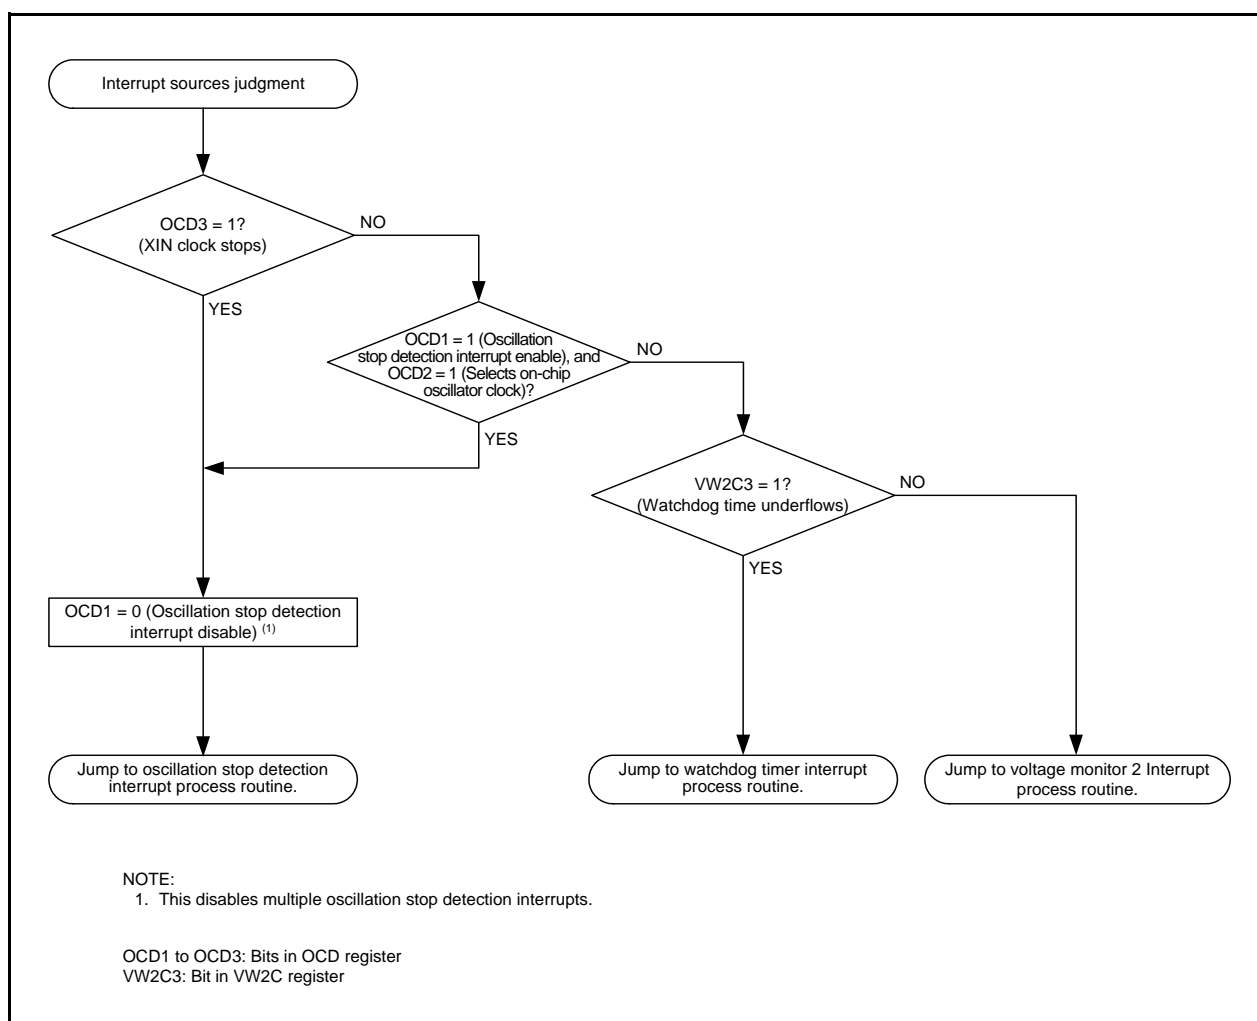 Interrupt sources judgment
OCD3 = 1?
(XIN clock stops)
NO
YES
OCD1 = 1 (Oscillation
stop detection interrupt enable), and
OCD2 = 1 (Selects on-chip
oscillator clock)?
NO
YES
VW2C3 = 1?
(Watchdog time underflows)
NO
YES
OCD1 = 0 (Oscillation stop detection
interrupt disable) (1)
Jump to oscillation stop detection
interrupt process routine.
Jump to watchdog timer interrupt
process routine.
Jump to voltage monitor 2 Interrupt
process routine.
NOTE:
1. This disables multiple oscillation stop detection interrupts.
OCD1 to OCD3: Bits in OCD register
VW2C3: Bit in VW2C register